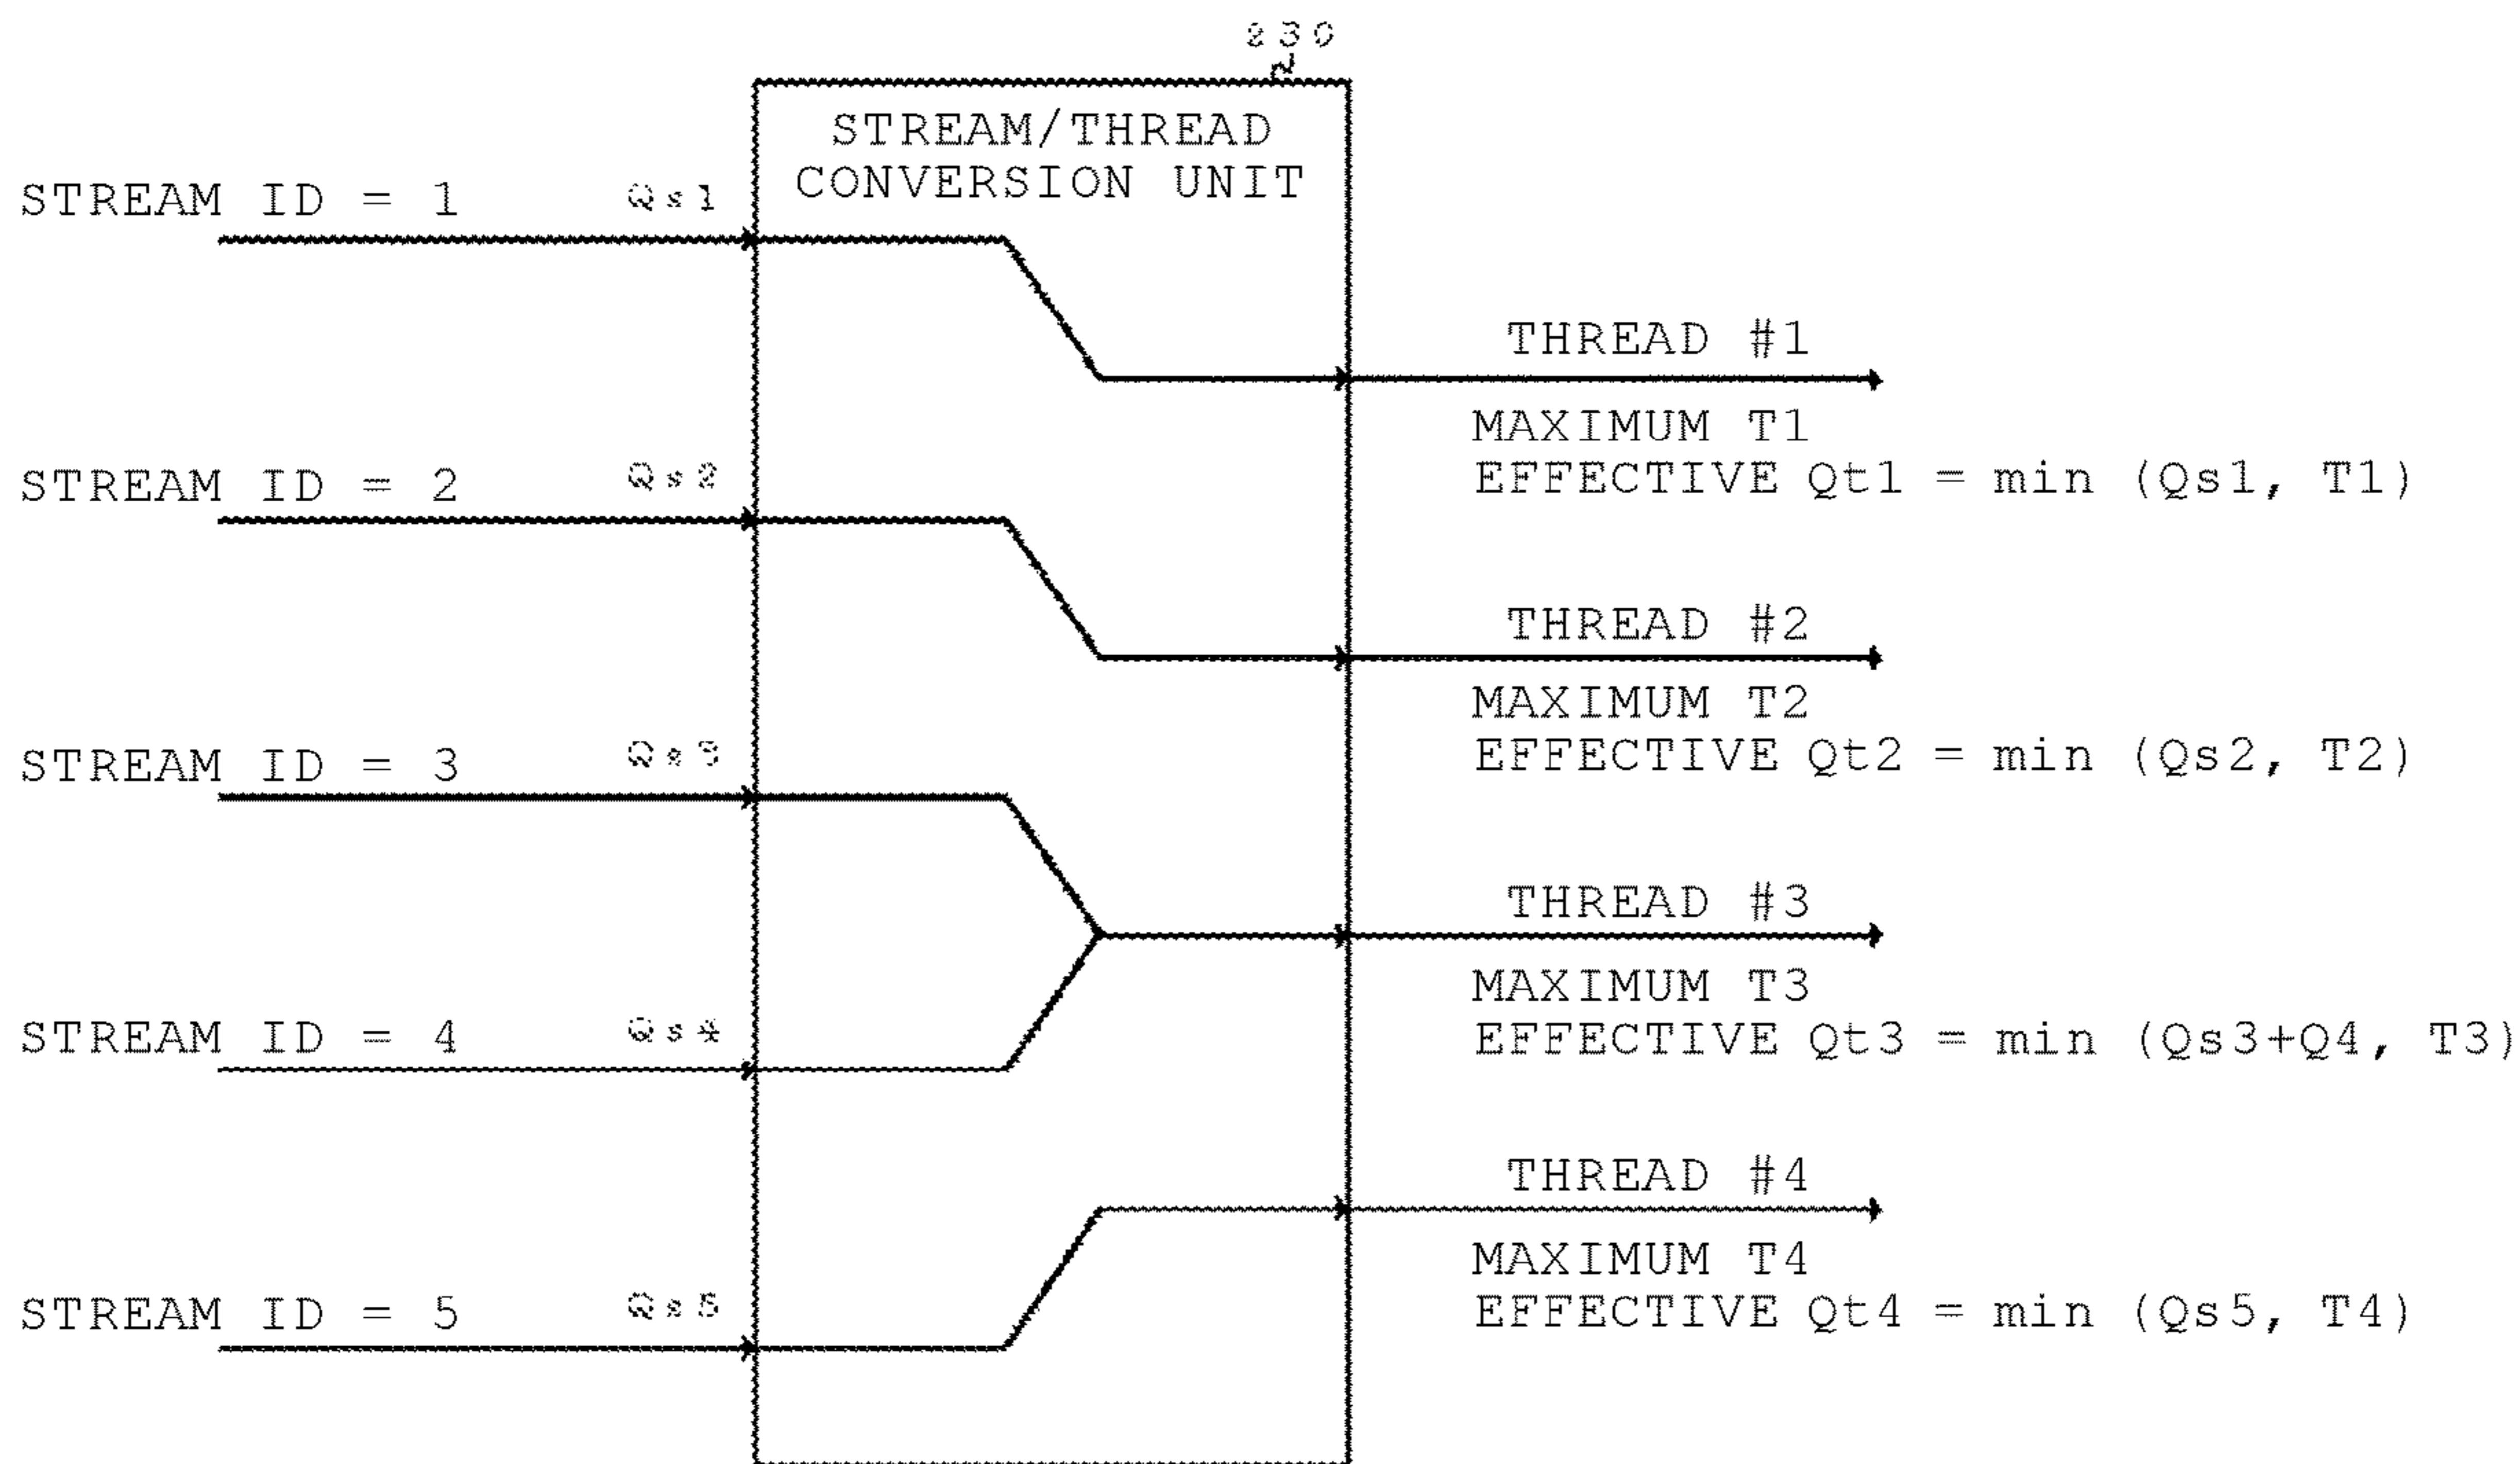 230
STREAM/THREAD
CONVERSION UNIT
STREAM ID = 1
Qs1
THREAD #1
MAXIMUM T1
EFFECTIVE Qt1 = min (Qs1, T1)
STREAM ID = 2
Qs2
THREAD #2
MAXIMUM T2
EFFECTIVE Qt2 = min (Qs2, T2)
STREAM ID = 3
Qs3
THREAD #3
MAXIMUM T3
EFFECTIVE Qt3 = min (Qs3+Q4, T3)
STREAM ID = 4
Qs4
THREAD #4
MAXIMUM T4
EFFECTIVE Qt4 = min (Qs5, T4)
STREAM ID = 5
Qs5